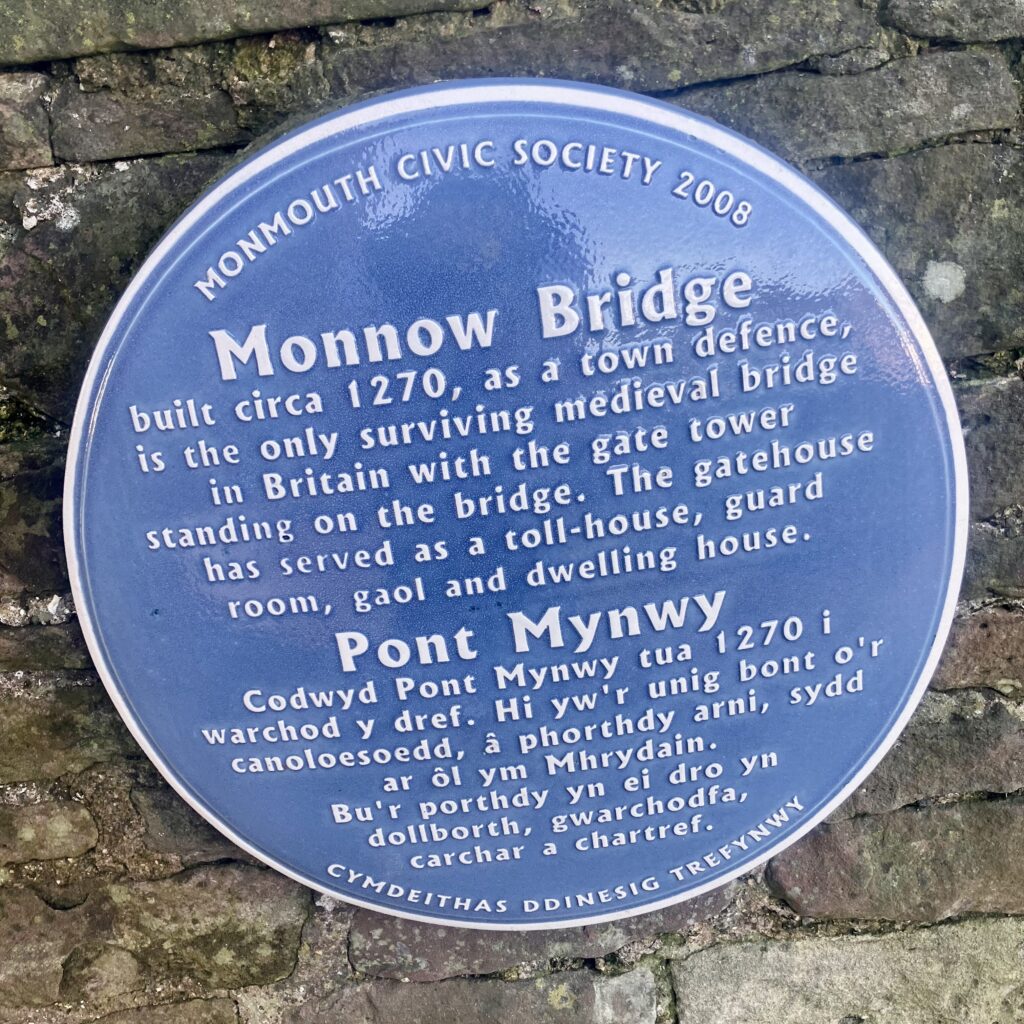 MONMOUTH CIVIC SOCIETY 2008
Monnow Bridge
built circa 1270, as a town defence,
is the only surviving medieval bridge
in Britain with the gate tower
standing on the bridge. The gatehouse
has served as a toll-house, guard
room, gaol and dwelling house.
Pont Mynwy
Codwyd Pont Mynwy tua 1270 i
warchod y dref. Hi yw'r unig bont o'r
canoloesoedd, â phorthdy arni, sydd
ar ôl ym Mhrydain.
Bu'r porthdy yn ei dro yn
dollborth, gwarchodfa,
carchar a chartref.
CYMDEITHAS DDINESIG TREFYNWY